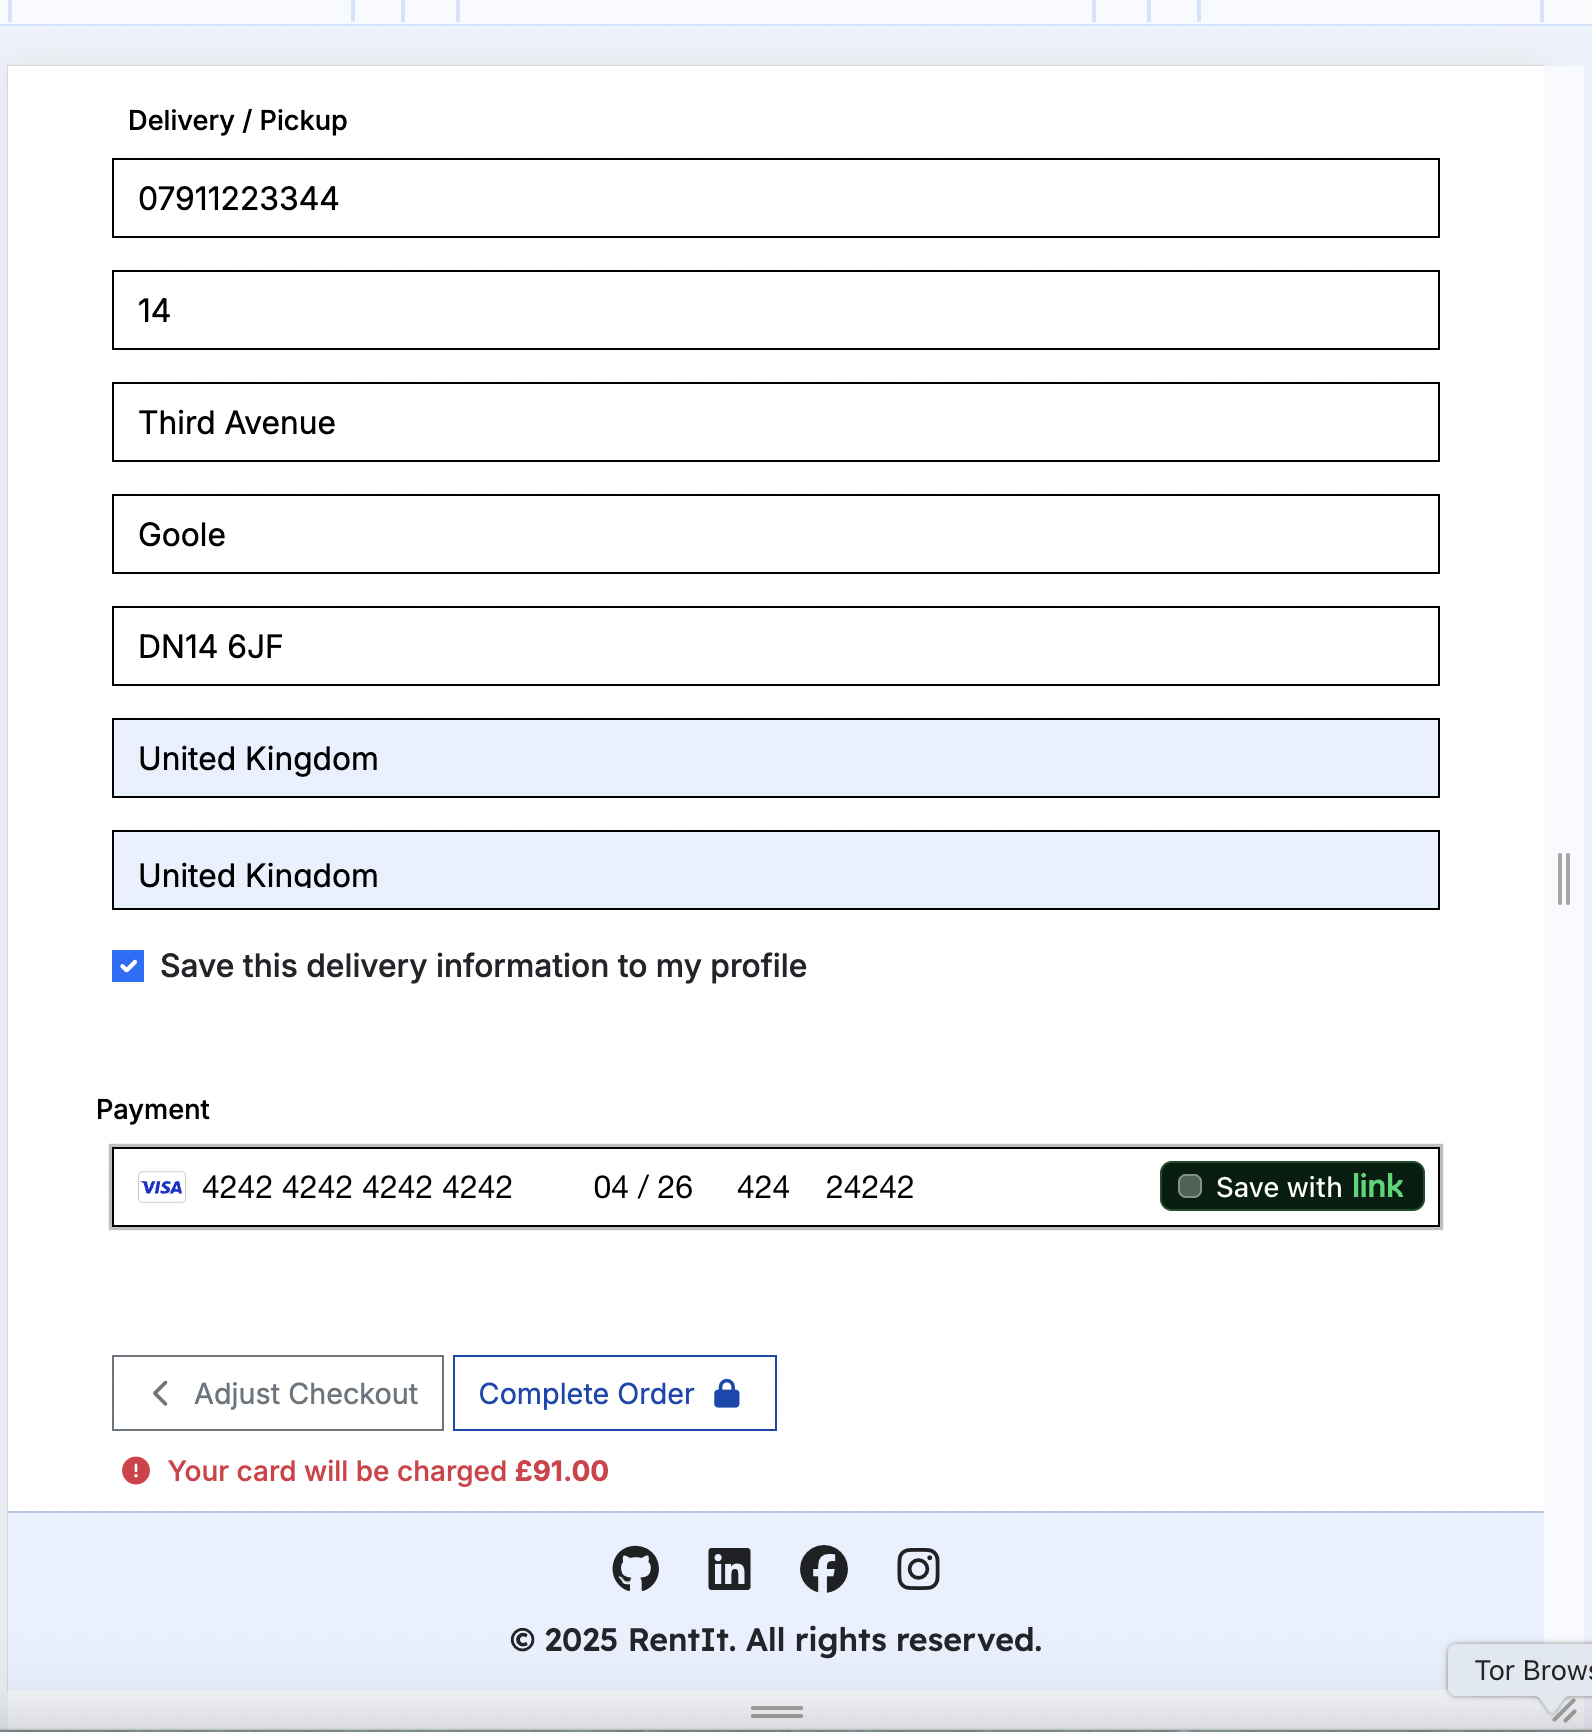 Delivery / Pickup
07911223344
14
Third Avenue
Goole
DN14 6JF
United Kingdom
United Kingdom
Save this delivery information to my profile
Payment
VISA 4242 4242 4242 4242 04 / 26 424 24242 Save with link
Adjust Checkout Complete Order
Your card will be charged £91.00
© 2025 RentIt. All rights reserved.
Tor Brows